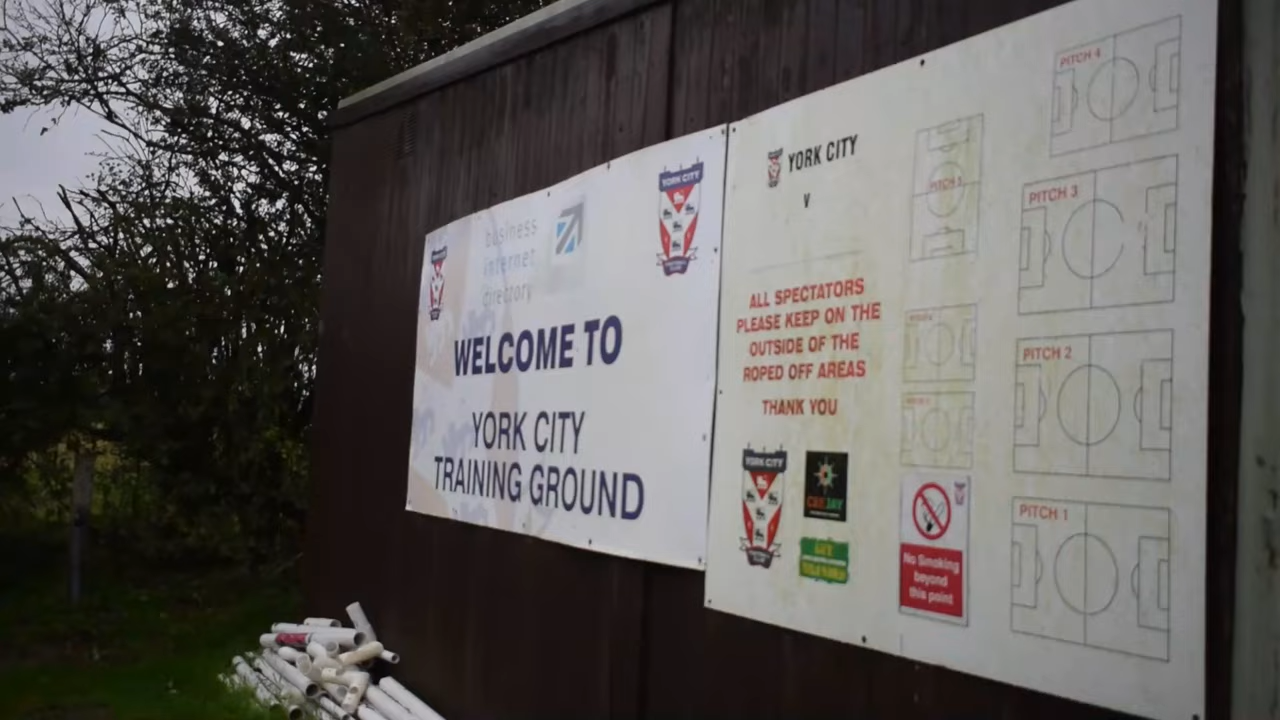 business
internet
directory
YORK CITY
WELCOME TO
YORK CITY
TRAINING GROUND
YORK CITY
V
ALL SPECTATORS
PLEASE KEEP ON THE
OUTSIDE OF THE
ROPED OFF AREAS
THANK YOU
YORK CITY
No Smoking
beyond
this point
PITCH
PITCH 4
PITCH 3
PITCH 2
PITCH 1